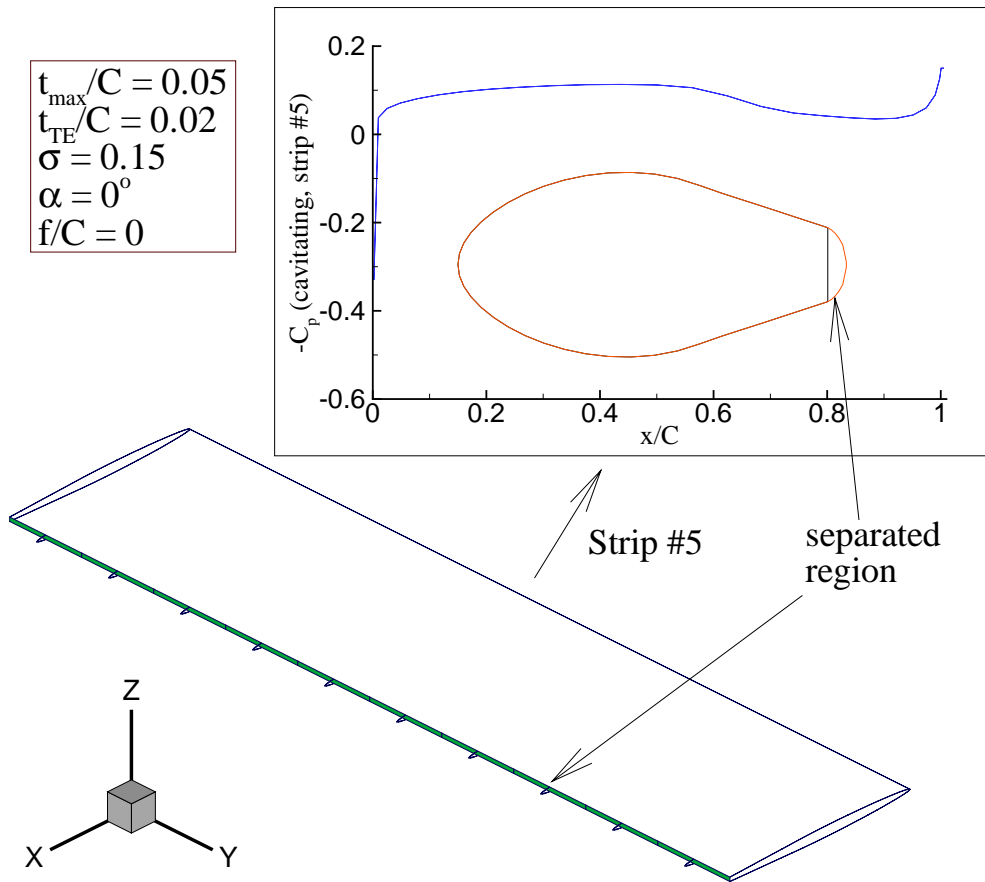 t_max/C = 0.05
t_TE/C = 0.02
σ = 0.15
α = 0°
f/C = 0
-C_p (cavitating, strip #5)
0.2
0
-0.2
-0.4
-0.6
0
0.2
0.4
0.6
0.8
1
x/C
Strip #5
separated
region
Z
X
Y